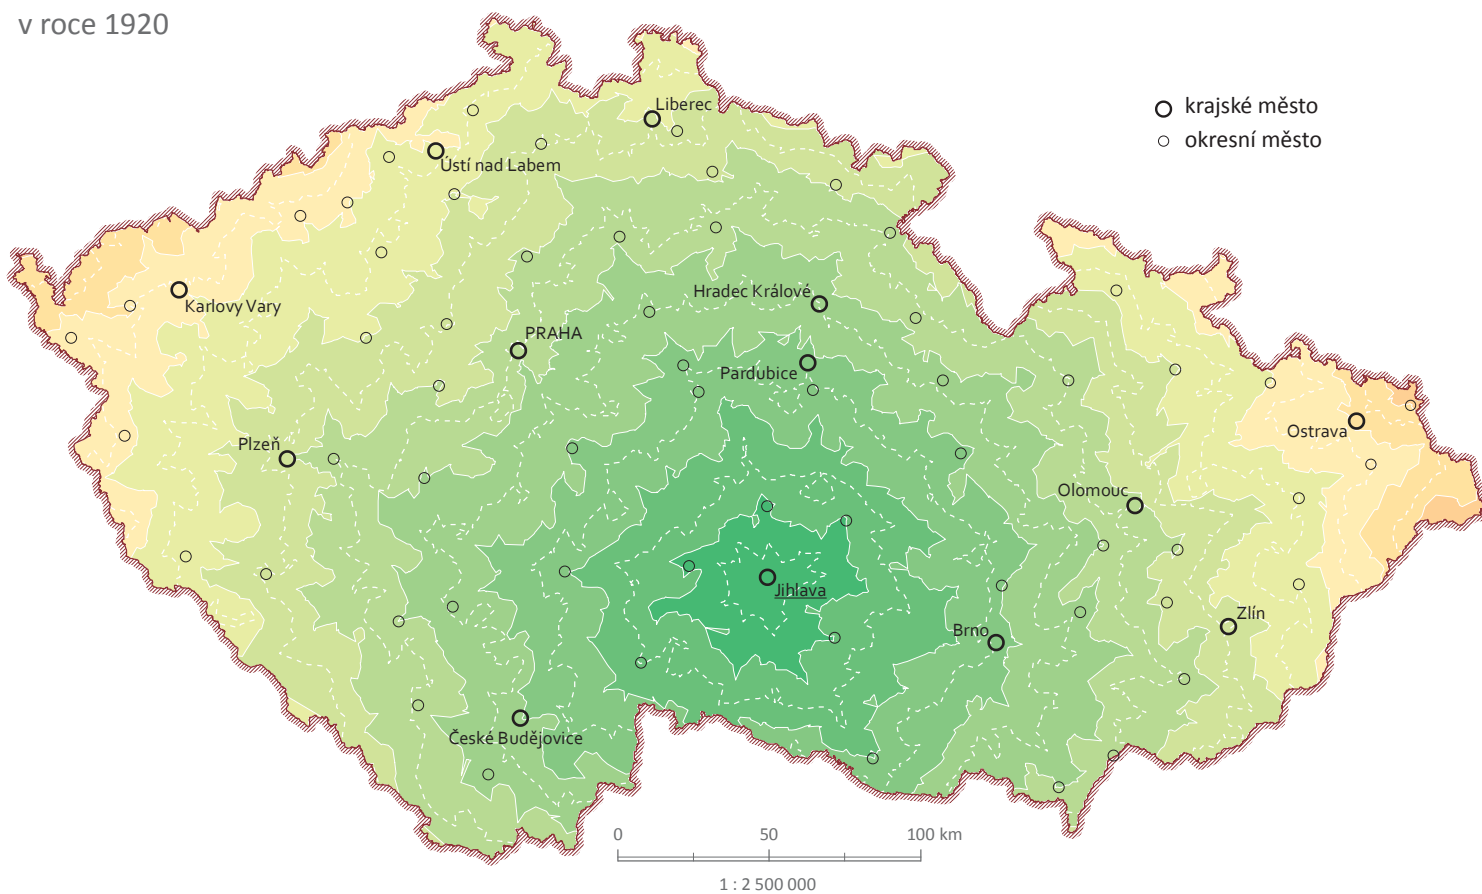 v roce 1920
krajské město
okresní město
Liberec
Ústí nad Labem
Karlovy Vary
Hradec Králové
PRAHA
Pardubice
Plzeň
Ostrava
Olomouc
Jihlava
Zlín
Brno
České Budějovice
0 50 100 km
1 : 2 500 000